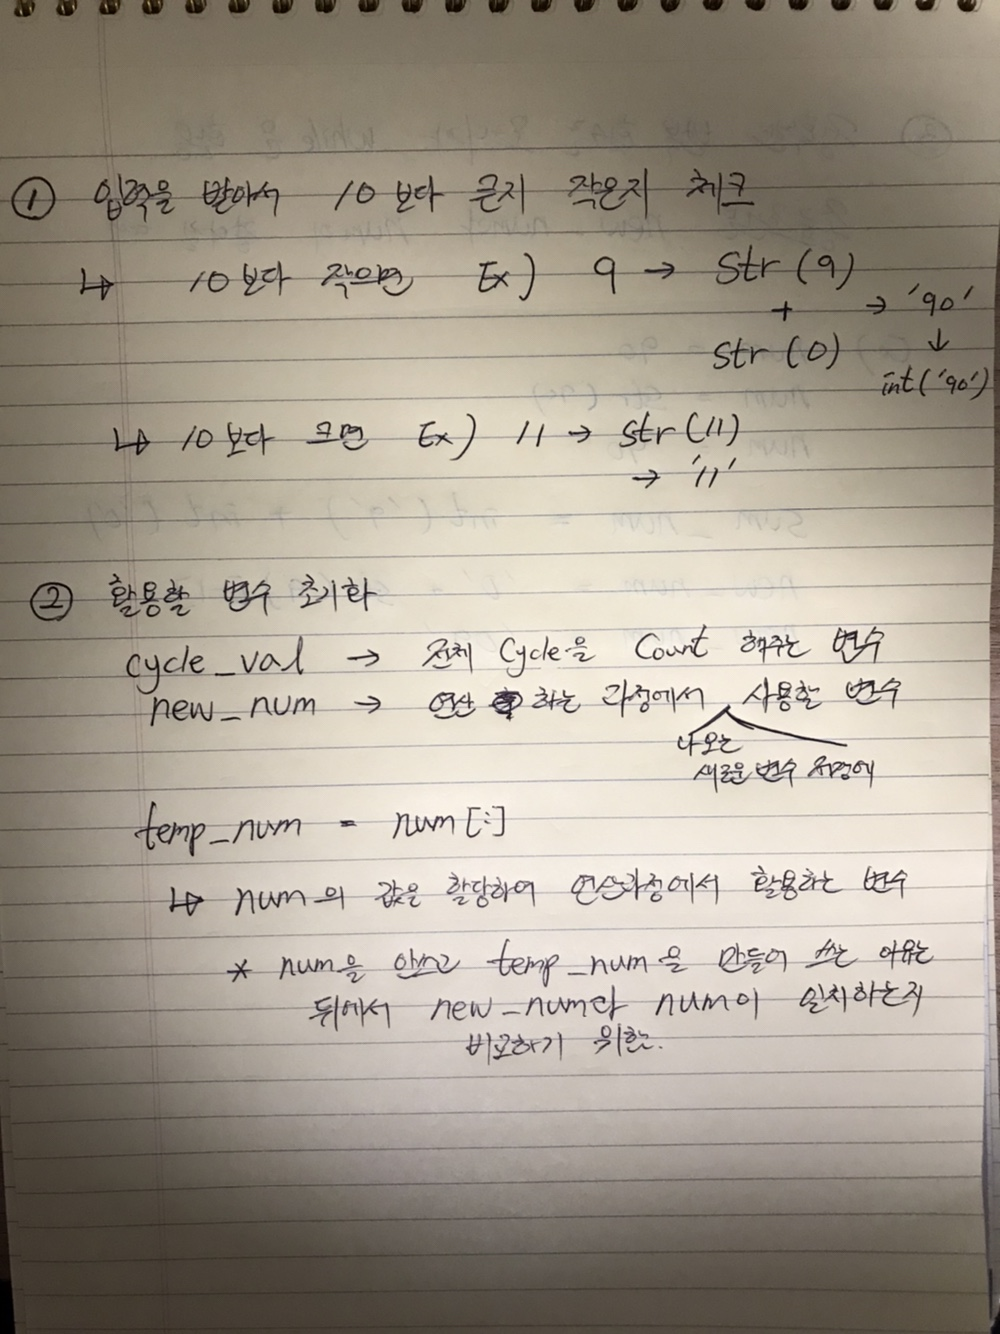 ① 입력을 받아서 10보다 큰지 작은지 체크
↳ 10보다 작으면 Ex) 9 → str(9)
+ → '90'
str(0) ↓
int('90')
↳ 10보다 크면 Ex) 11 → str(11)
→ '11'
② 활용할 변수 초기화
cycle_val → 전체 Cycle을 Count 해주는 변수
new_num → 연산 하는 과정에서 사용할 변수
나오는
새로운 변수 저장에
temp_num = num[:]
↳ num의 값을 할당하여 연산과정에서 활용하는 변수
* num을 안쓰고 temp_num을 만들어 쓰는 이유는
뒤에서 new_num과 num이 일치하는지
비교하기 위함.